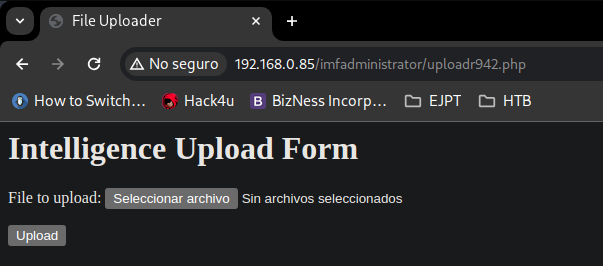 File Uploader
No seguro 192.168.0.85/imfadministrator/uploadr942.php
How to Switch... Hack4u BizNess Incorp... EJPT HTB
Intelligence Upload Form
File to upload: Seleccionar archivo Sin archivos seleccionados
Upload